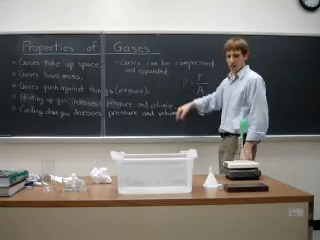 Properties of Gases
Gases take up space.
Gases have mass.
Gases push against things (pressure).
Heating up gas increases pressure and volume.
Cooling down gas decreases pressure and volume
Gases can be compressed
and expanded.
P = F
A